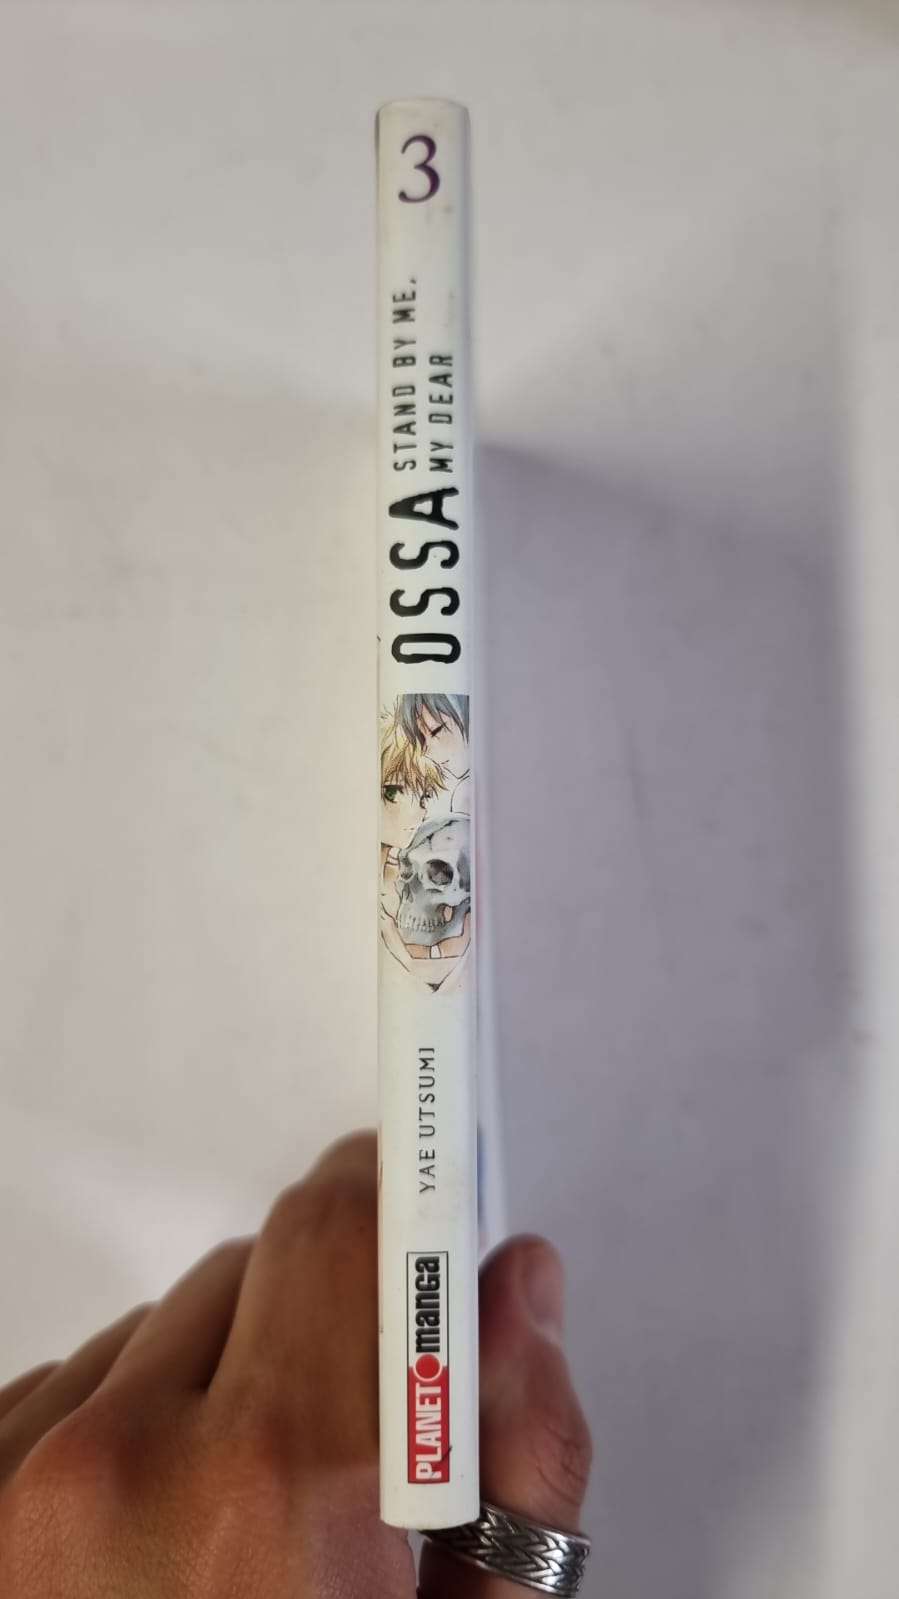 3
STAND BY ME,
MY DEAR
OSSA
YAE UTSUMI
PLANET manga